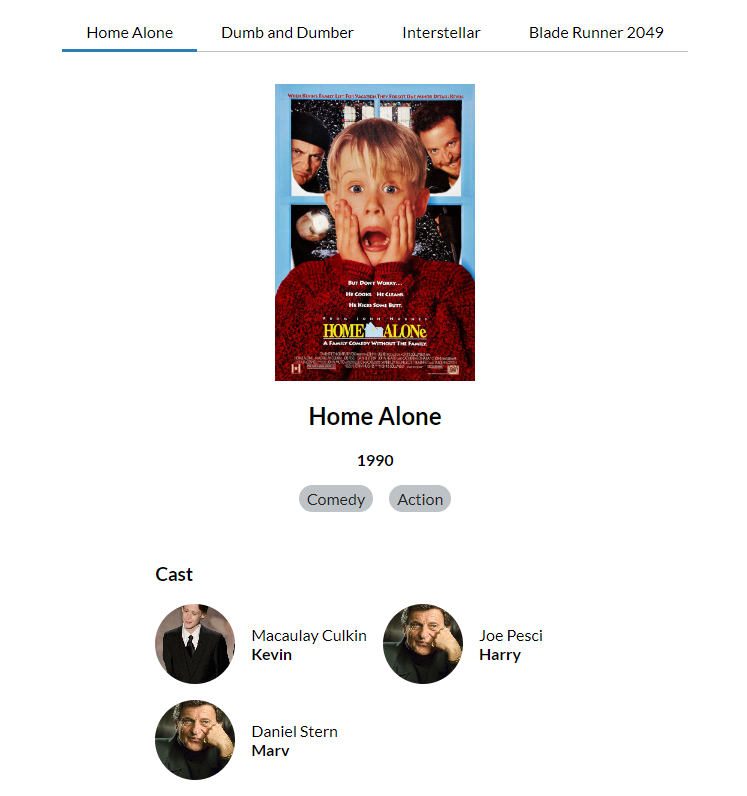 Home Alone
Dumb and Dumber
Interstellar
Blade Runner 2049
WHEN KEVIN'S FAMILY LEFT FOR VACATION THEY FORGOT ONE MINOR DETAIL: KEVIN.
BUT DON'T WORRY...
HE COOKS. HE CLEANS.
HE KICKS SOME BUTT.
FROM JOHN HUGHES
HOME ALONe
A FAMILY COMEDY WITHOUT THE FAMILY.
Home Alone
1990
Comedy
Action
Cast
Macaulay Culkin
Kevin
Joe Pesci
Harry
Daniel Stern
Marv